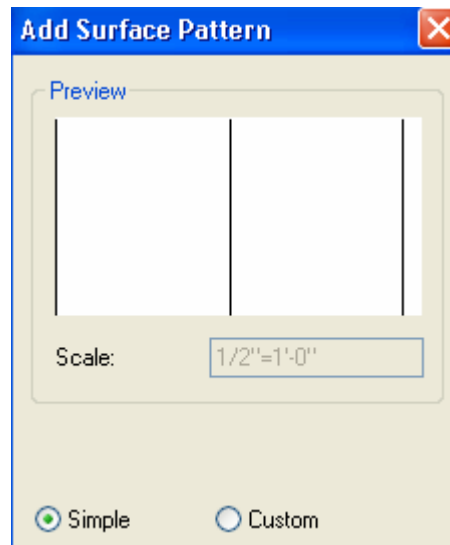 Add Surface Pattern
Preview
Scale: 1/2"=1'-0"
Simple Custom